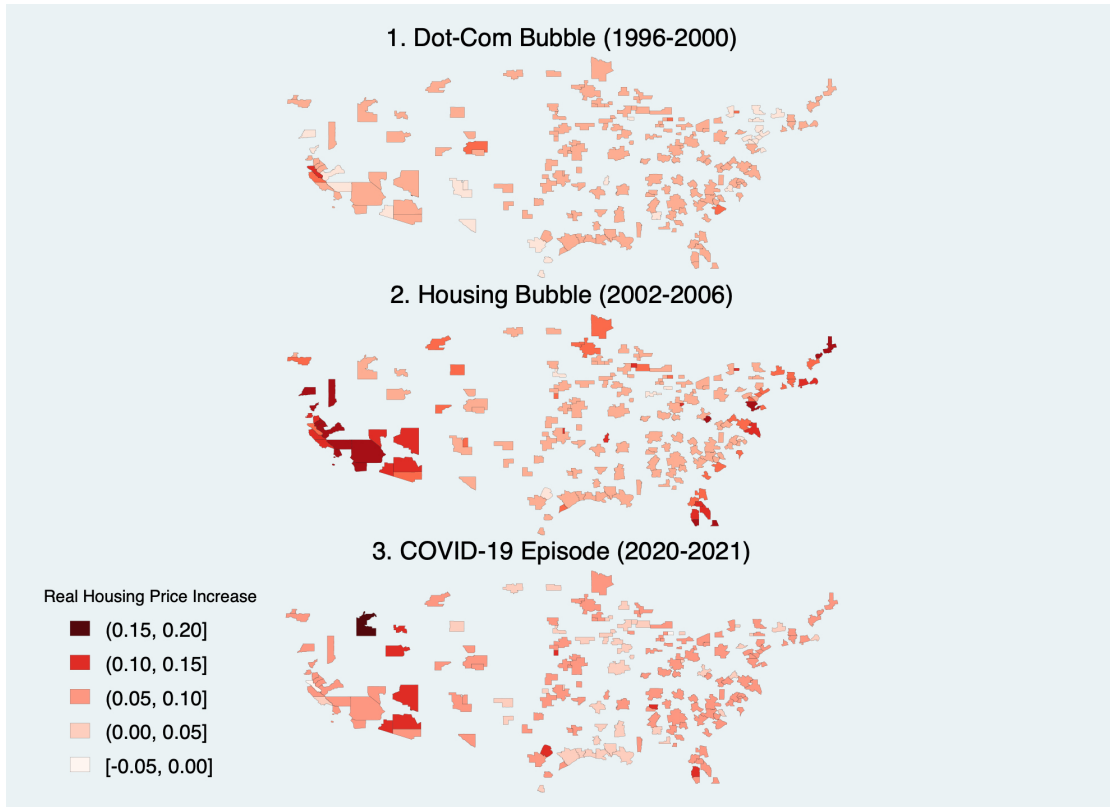 1. Dot-Com Bubble (1996-2000)
2. Housing Bubble (2002-2006)
3. COVID-19 Episode (2020-2021)
Real Housing Price Increase
(0.15, 0.20]
(0.10, 0.15]
(0.05, 0.10]
(0.00, 0.05]
[-0.05, 0.00]